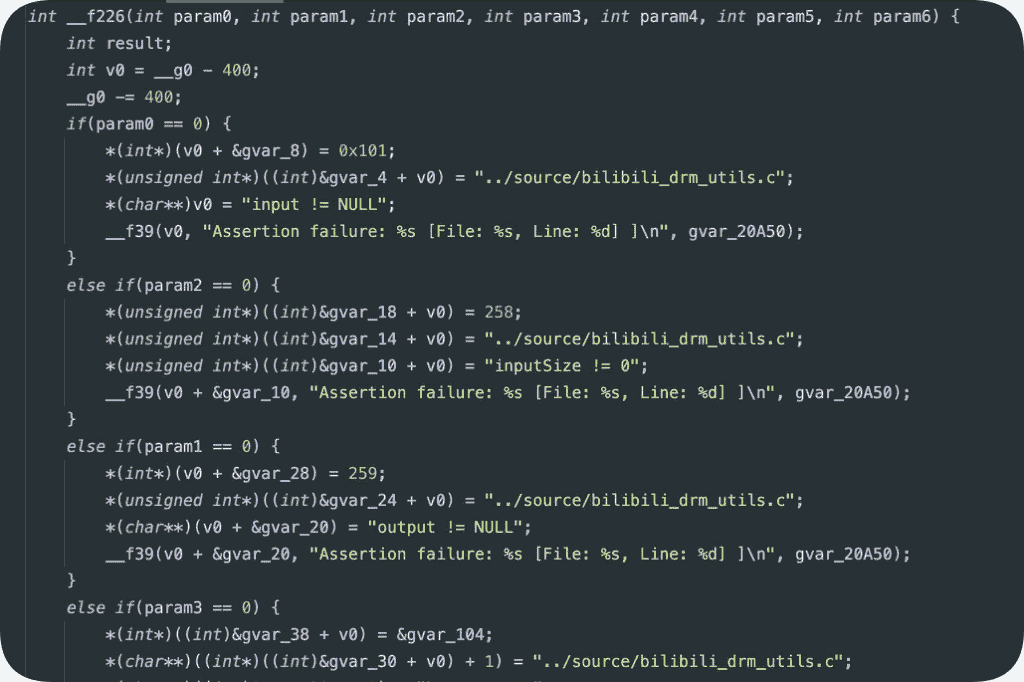 int __f226(int param0, int param1, int param2, int param3, int param4, int param5, int param6) {
int result;
int v0 = __g0 - 400;
__g0 -= 400;
if(param0 == 0) {
*(int*)(v0 + &gvar_8) = 0x101;
*(unsigned int*)((int)&gvar_4 + v0) = "../source/bilibili_drm_utils.c";
*(char**)v0 = "input != NULL";
__f39(v0, "Assertion failure: %s [File: %s, Line: %d] ]\n", gvar_20A50);
}
else if(param2 == 0) {
*(unsigned int*)((int)&gvar_18 + v0) = 258;
*(unsigned int*)((int)&gvar_14 + v0) = "../source/bilibili_drm_utils.c";
*(unsigned int*)((int)&gvar_10 + v0) = "inputSize != 0";
__f39(v0 + &gvar_10, "Assertion failure: %s [File: %s, Line: %d] ]\n", gvar_20A50);
}
else if(param1 == 0) {
*(int*)(v0 + &gvar_28) = 259;
*(unsigned int*)((int)&gvar_24 + v0) = "../source/bilibili_drm_utils.c";
*(char**)(v0 + &gvar_20) = "output != NULL";
__f39(v0 + &gvar_20, "Assertion failure: %s [File: %s, Line: %d] ]\n", gvar_20A50);
}
else if(param3 == 0) {
*(int*)((int)&gvar_38 + v0) = &gvar_104;
*(char**)((int*)((int)&gvar_30 + v0) + 1) = "../source/bilibili_drm_utils.c";